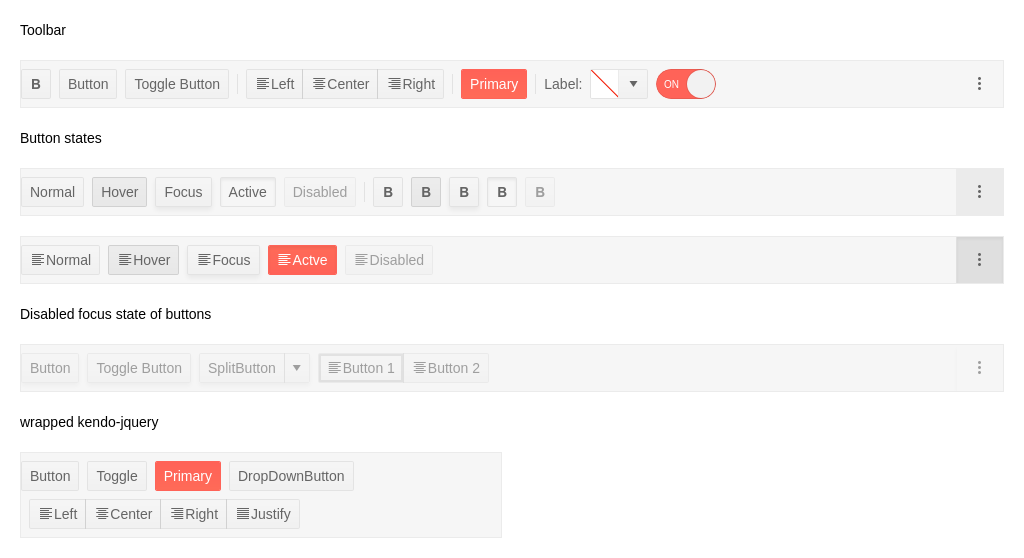 Toolbar
B Button Toggle Button Left Center Right Primary Label: ON
Button states
Normal Hover Focus Active Disabled B B B B B
Normal Hover Focus Actve Disabled
Disabled focus state of buttons
Button Toggle Button SplitButton Button 1 Button 2
wrapped kendo-jquery
Button Toggle Primary DropDownButton
Left Center Right Justify